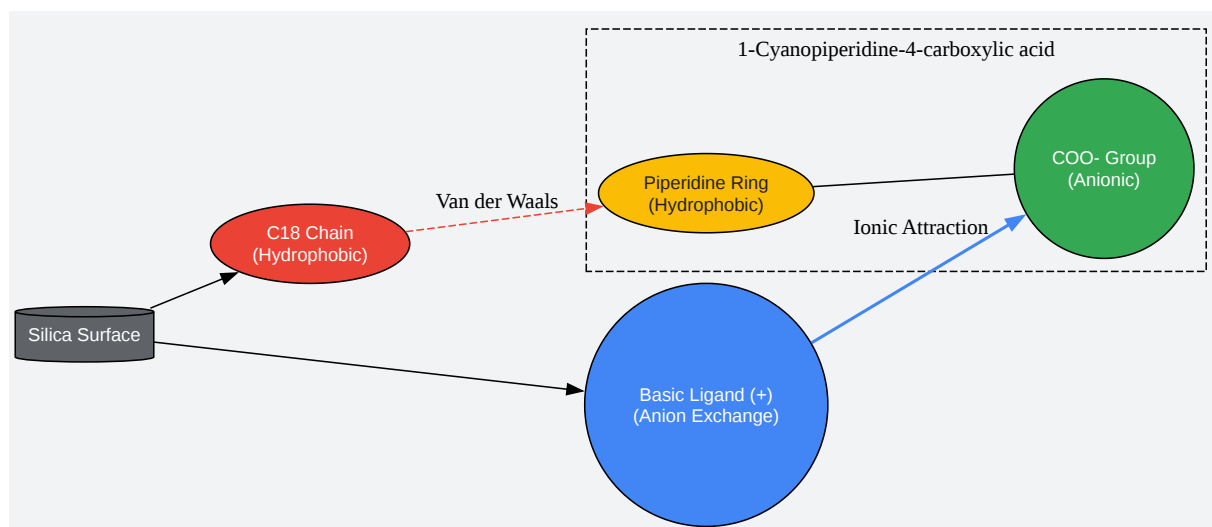 1-Cyanopiperidine-4-carboxylic acid
COO- Group
(Anionic)
Piperidine Ring
(Hydrophobic)
Van der Waals
Ionic Attraction
C18 Chain
(Hydrophobic)
Silica Surface
Basic Ligand (+)
(Anion Exchange)